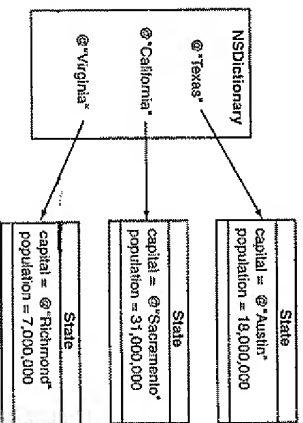 NSDictionary
@"Texas"
@"California"
@"Virginia"
State
capital = @"Austin"
population = 18,000,000
State
capital = @"Sacramento"
population = 31,000,000
State
capital = @"Richmond"
population = 7,000,000